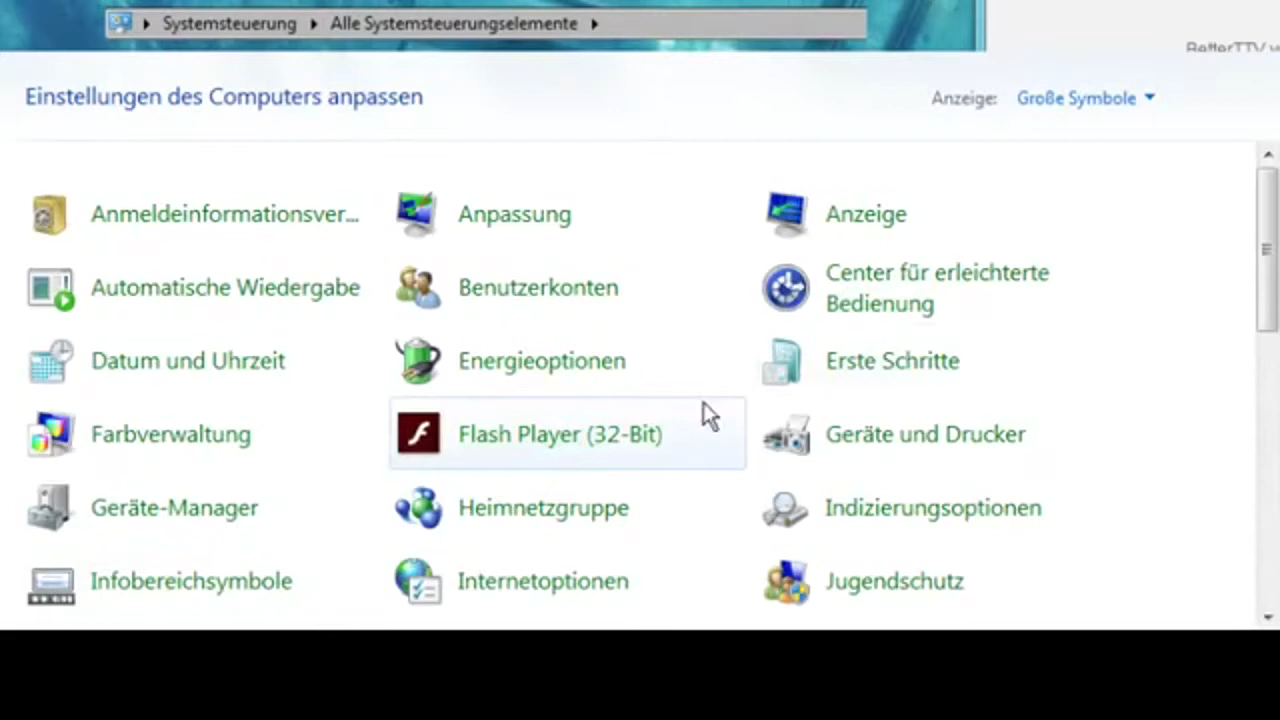 Systemsteuerung Alle Systemsteuerungselemente
BetterTTV w
Einstellungen des Computers anpassen
Anzeige: Große Symbole
Anmeldeinformationsver... Anpassung Anzeige
Automatische Wiedergabe Benutzerkonten Center für erleichterte
Bedienung
Datum und Uhrzeit Energieoptionen Erste Schritte
Farbverwaltung Flash Player (32-Bit) Geräte und Drucker
Geräte-Manager Heimnetzgruppe Indizierungsoptionen
Infobereichsymbole Internetoptionen Jugendschutz